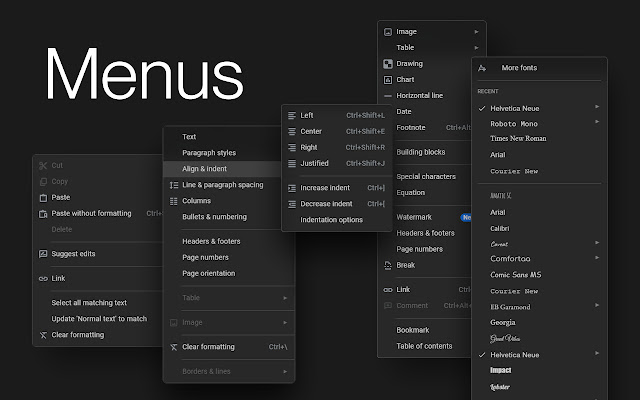 Menus
Cut
Copy
Paste
Paste without formatting
Delete
Suggest edits
Link
Select all matching text
Update 'Normal text' to match
Clear formatting
Text
Paragraph styles
Align & indent
Line & paragraph spacing
Columns
Bullets & numbering
Headers & footers
Page numbers
Page orientation
Table
Image
Clear formatting Ctrl+\
Borders & lines
Left Ctrl+Shift+L
Center Ctrl+Shift+E
Right Ctrl+Shift+R
Justified Ctrl+Shift+J
Increase indent Ctrl+]
Decrease indent Ctrl+[
Indentation options
Image
Table
Drawing
Chart
Horizontal line
Date
Footnote Ctrl+Alt
Building blocks
Special characters
Equation
Watermark
Headers & footers
Page numbers
Break
Link
Comment Ctrl+Alt+
Bookmark
Table of contents
More fonts
RECENT
Helvetica Neue
Roboto Mono
Times New Roman
Arial
Courier New
AMATIC SC
Arial
Calibri
Caveat
Comfortaa
Comic Sans MS
Courier New
EB Garamond
Georgia
Great Vibes
Helvetica Neue
Impact
Lobster